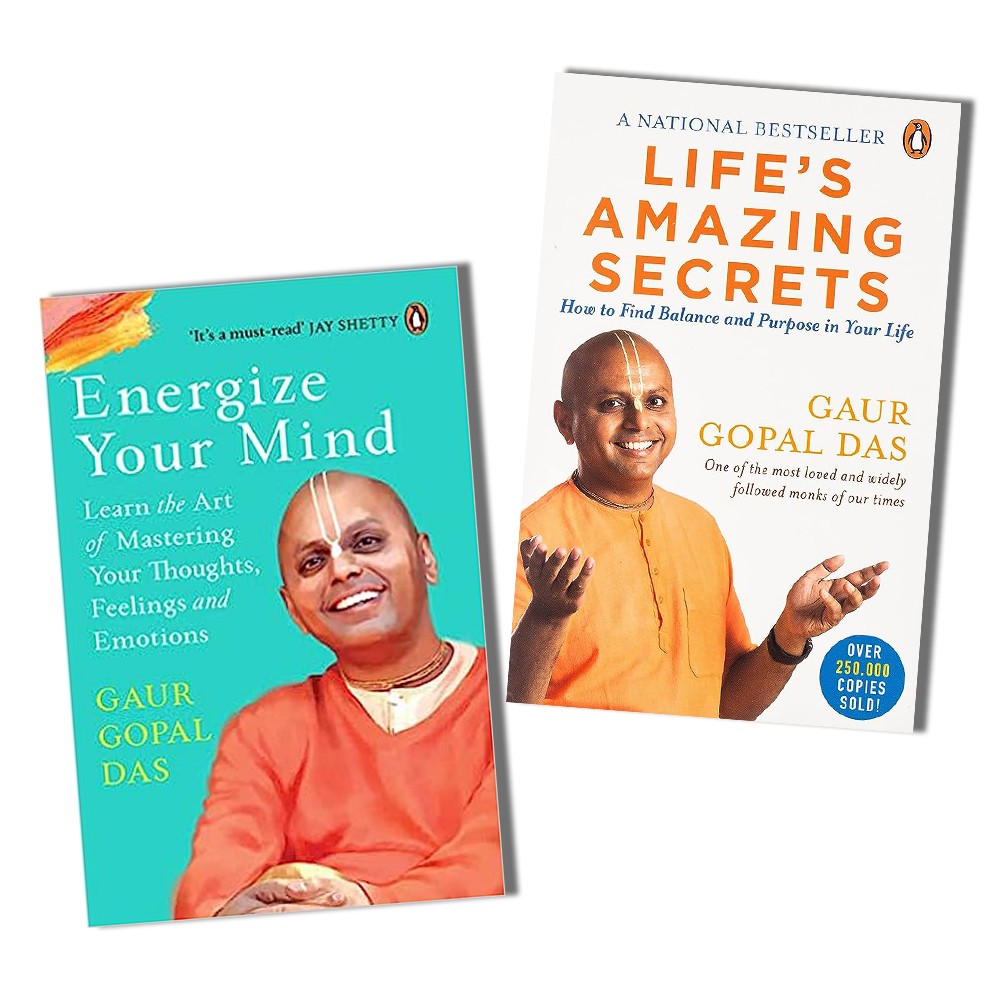 'It's a must-read' JAY SHETTY
Energize
Your Mind
Learn the Art
of Mastering
Your Thoughts,
Feelings and
Emotions
GAUR
GOPAL
DAS
A NATIONAL BESTSELLER
LIFE'S
AMAZING
SECRETS
How to Find Balance and Purpose in Your Life
GAUR
GOPAL DAS
One of the most loved and widely
followed monks of our times
OVER
250,000
COPIES
SOLD!